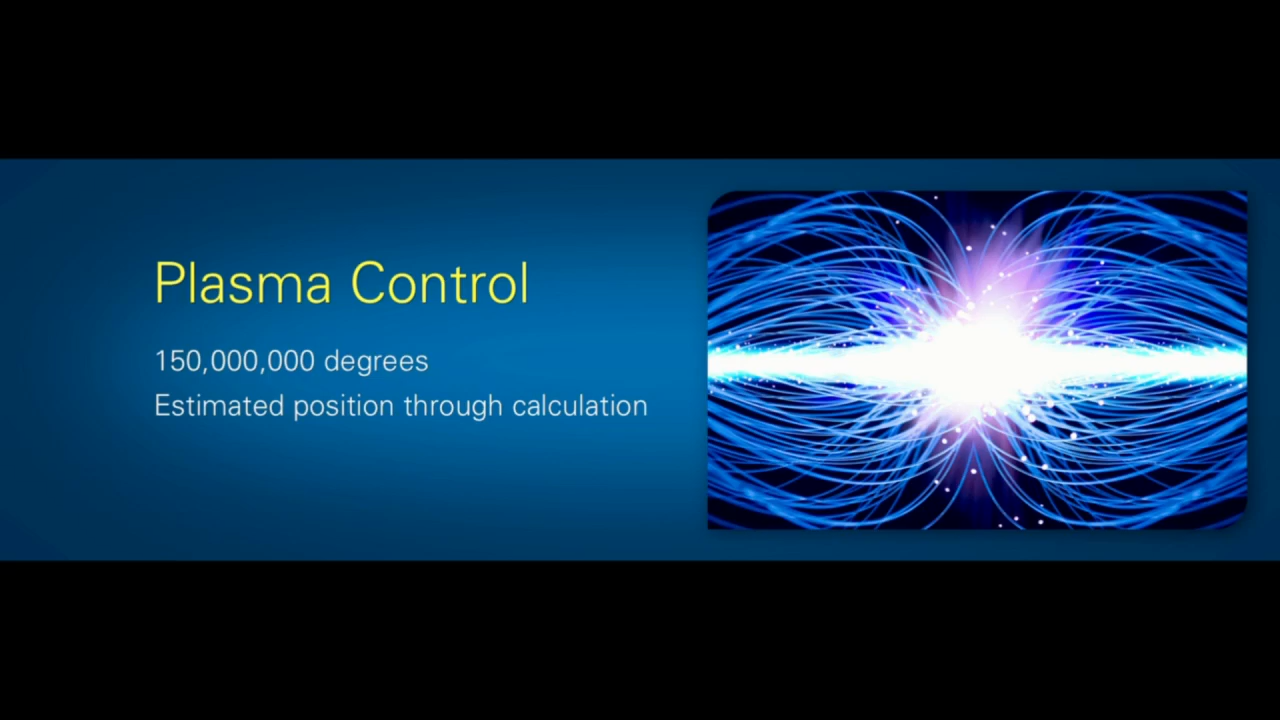 Plasma Control
150,000,000 degrees
Estimated position through calculation